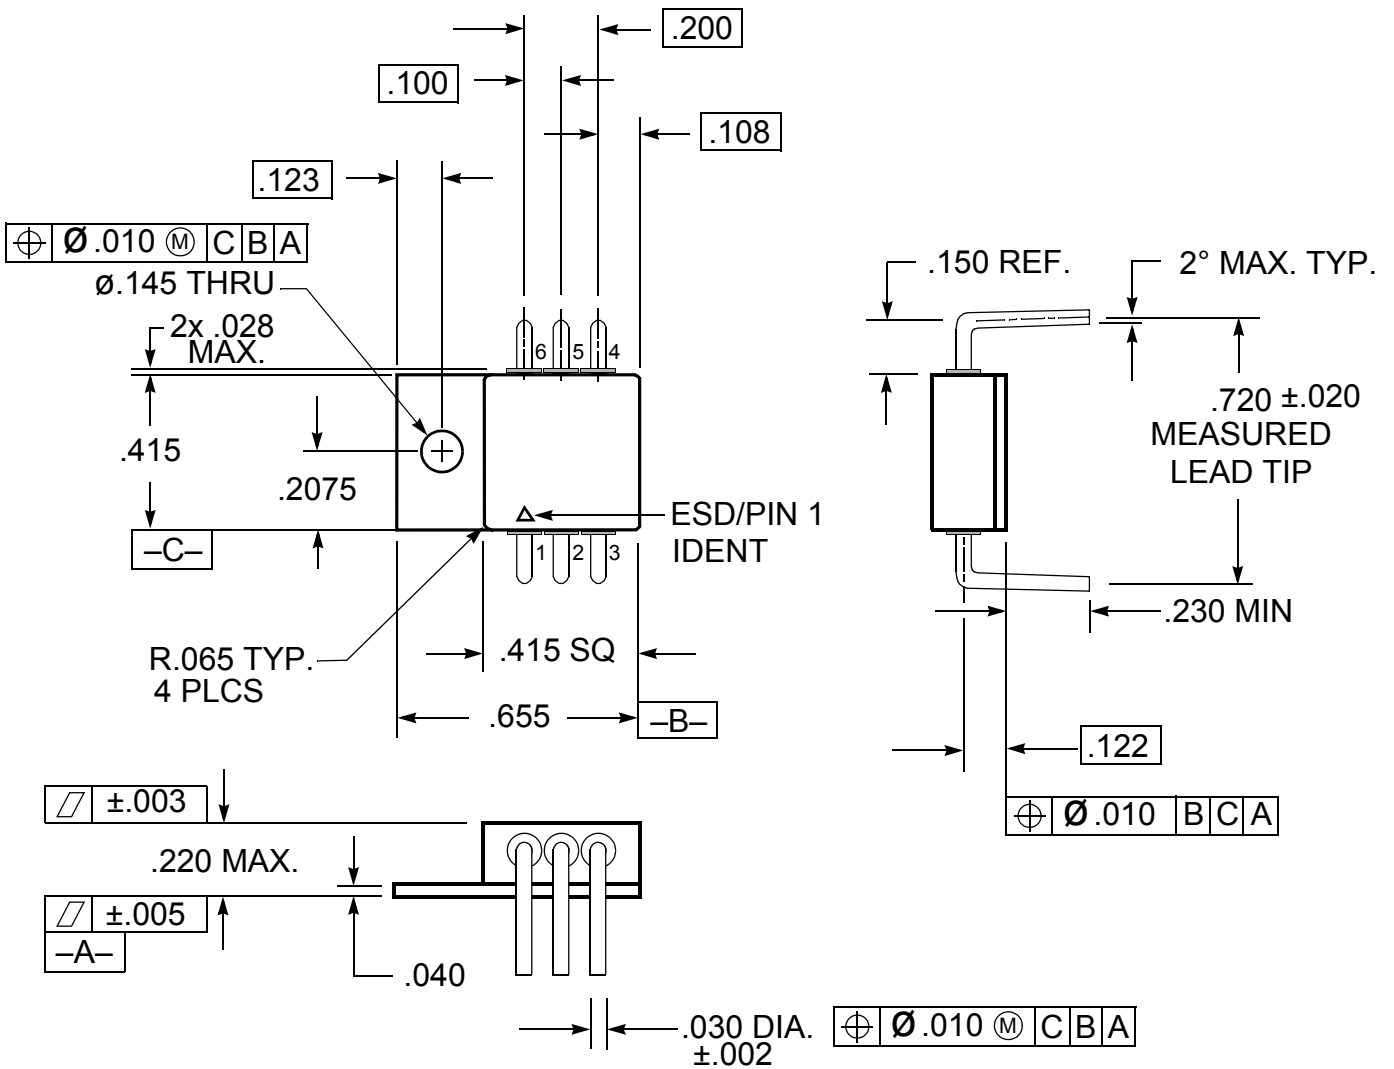 .200
.100
.108
.123
⌖ Ø .010 Ⓜ C B A
ø.145 THRU
2x .028
MAX.
6 5 4
.415
.2075
–C–
ESD/PIN 1
IDENT
1 2 3
R.065 TYP.
4 PLCS
.415 SQ
.655
–B–
.150 REF.
2° MAX. TYP.
.720 ±.020
MEASURED
LEAD TIP
.230 MIN
.122
⌖ Ø .010 B C A
▱ ±.003
.220 MAX.
▱ ±.005
–A–
.040
.030 DIA.
±.002
⌖ Ø .010 Ⓜ C B A